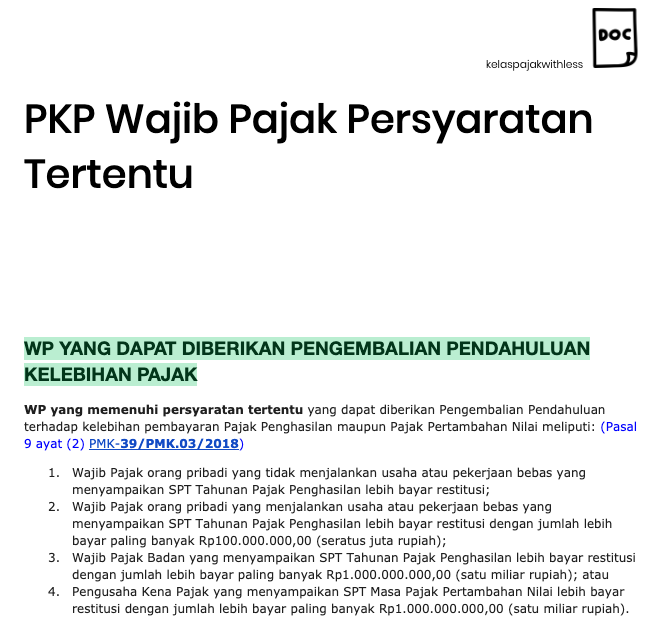 DOC
kelaspajakwithless
PKP Wajib Pajak Persyaratan
Tertentu
WP YANG DAPAT DIBERIKAN PENGEMBALIAN PENDAHULUAN
KELEBIHAN PAJAK
WP yang memenuhi persyaratan tertentu yang dapat diberikan Pengembalian Pendahuluan
terhadap kelebihan pembayaran Pajak Penghasilan maupun Pajak Pertambahan Nilai meliputi: (Pasal
9 ayat (2) PMK-39/PMK.03/2018)
1. Wajib Pajak orang pribadi yang tidak menjalankan usaha atau pekerjaan bebas yang
menyampaikan SPT Tahunan Pajak Penghasilan lebih bayar restitusi;
2. Wajib Pajak orang pribadi yang menjalankan usaha atau pekerjaan bebas yang
menyampaikan SPT Tahunan Pajak Penghasilan lebih bayar restitusi dengan jumlah lebih
bayar paling banyak Rp100.000.000,00 (seratus juta rupiah);
3. Wajib Pajak Badan yang menyampaikan SPT Tahunan Pajak Penghasilan lebih bayar restitusi
dengan jumlah lebih bayar paling banyak Rp1.000.000.000,00 (satu miliar rupiah); atau
4. Pengusaha Kena Pajak yang menyampaikan SPT Masa Pajak Pertambahan Nilai lebih bayar
restitusi dengan jumlah lebih bayar paling banyak Rp1.000.000.000,00 (satu miliar rupiah).